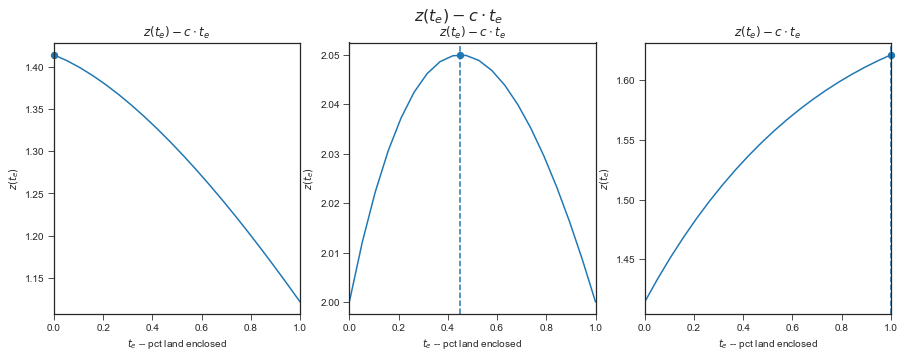 z(t_e) − c · t_e
z(t_e) − c · t_e
z(t_e) − c · t_e
z(t_e) − c · t_e
z(t_e)
1.40
1.35
1.30
1.25
1.20
1.15
0.0 0.2 0.4 0.6 0.8 1.0
t_e -- pct land enclosed
z(t_e)
2.05
2.04
2.03
2.02
2.01
2.00
0.0 0.2 0.4 0.6 0.8 1.0
t_e -- pct land enclosed
z(t_e)
1.60
1.55
1.50
1.45
0.0 0.2 0.4 0.6 0.8 1.0
t_e -- pct land enclosed